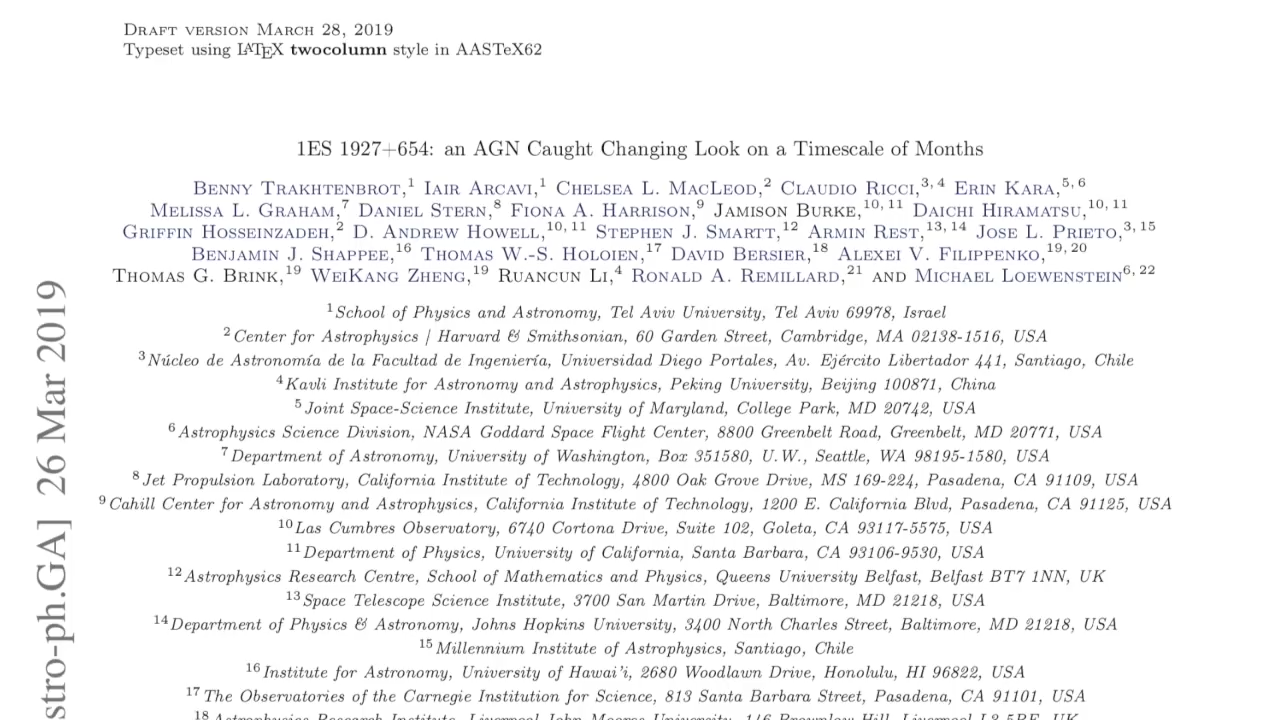 DRAFT VERSION MARCH 28, 2019
Typeset using LATEX twocolumn style in AASTeX62
1ES 1927+654: an AGN Caught Changing Look on a Timescale of Months
BENNY TRAKHTENBROT,1 IAIR ARCAVI,1 CHELSEA L. MACLEOD,2 CLAUDIO RICCI,3, 4 ERIN KARA,5, 6
MELISSA L. GRAHAM,7 DANIEL STERN,8 FIONA A. HARRISON,9 JAMISON BURKE,10, 11 DAICHI HIRAMATSU,10, 11
GRIFFIN HOSSEINZADEH,2 D. ANDREW HOWELL,10, 11 STEPHEN J. SMARTT,12 ARMIN REST,13, 14 JOSE L. PRIETO,3, 15
BENJAMIN J. SHAPPEE,16 THOMAS W.-S. HOLOIEN,17 DAVID BERSIER,18 ALEXEI V. FILIPPENKO,19, 20
THOMAS G. BRINK,19 WEIKANG ZHENG,19 RUANCUN LI,4 RONALD A. REMILLARD,21 AND MICHAEL LOEWENSTEIN6, 22
1School of Physics and Astronomy, Tel Aviv University, Tel Aviv 69978, Israel
2Center for Astrophysics | Harvard & Smithsonian, 60 Garden Street, Cambridge, MA 02138-1516, USA
3Núcleo de Astronomía de la Facultad de Ingeniería, Universidad Diego Portales, Av. Ejército Libertador 441, Santiago, Chile
4Kavli Institute for Astronomy and Astrophysics, Peking University, Beijing 100871, China
5Joint Space-Science Institute, University of Maryland, College Park, MD 20742, USA
6Astrophysics Science Division, NASA Goddard Space Flight Center, 8800 Greenbelt Road, Greenbelt, MD 20771, USA
7Department of Astronomy, University of Washington, Box 351580, U.W., Seattle, WA 98195-1580, USA
8Jet Propulsion Laboratory, California Institute of Technology, 4800 Oak Grove Drive, MS 169-224, Pasadena, CA 91109, USA
9Cahill Center for Astronomy and Astrophysics, California Institute of Technology, 1200 E. California Blvd, Pasadena, CA 91125, USA
10Las Cumbres Observatory, 6740 Cortona Drive, Suite 102, Goleta, CA 93117-5575, USA
11Department of Physics, University of California, Santa Barbara, CA 93106-9530, USA
12Astrophysics Research Centre, School of Mathematics and Physics, Queens University Belfast, Belfast BT7 1NN, UK
13Space Telescope Science Institute, 3700 San Martin Drive, Baltimore, MD 21218, USA
14Department of Physics & Astronomy, Johns Hopkins University, 3400 North Charles Street, Baltimore, MD 21218, USA
15Millennium Institute of Astrophysics, Santiago, Chile
16Institute for Astronomy, University of Hawai'i, 2680 Woodlawn Drive, Honolulu, HI 96822, USA
17The Observatories of the Carnegie Institution for Science, 813 Santa Barbara Street, Pasadena, CA 91101, USA
18Astrophysics Research Institute, Liverpool John Moores University, 146 Brownlow Hill, Liverpool L3 5RF, UK
stro-ph.GA] 26 Mar 2019